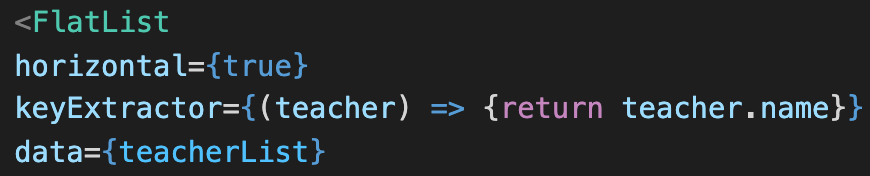 <FlatList
horizontal={true}
keyExtractor={(teacher) => {return teacher.name}}
data={teacherList}